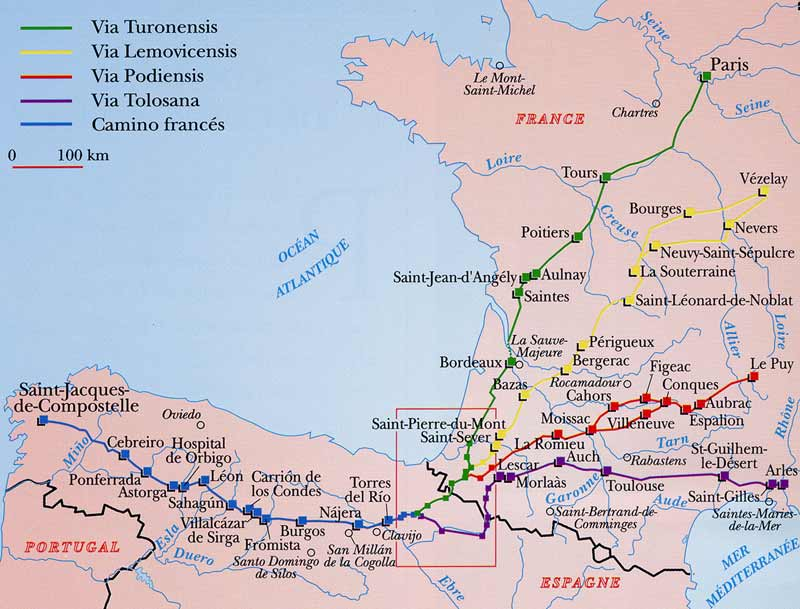 Via Turonensis
Via Lemovicensis
Via Podiensis
Via Tolosana
Camino francés
0 100 km
Seine
Paris
Le Mont-
Saint-Michel
Chartres
FRANCE
Seine
Loire
Tours
Vézelay
Creuse
Bourges
Nevers
Poitiers
Neuvy-Saint-Sépulcre
OCÉAN
ATLANTIQUE
La Souterraine
Saint-Jean-d'Angély
Aulnay
Saintes
Saint-Léonard-de-Noblat
Loire
Allier
La Sauve-
Majeure
Périgueux
Bordeaux
Bergerac
Le Puy
Bazas
Rocamadour
Figeac
Cahors
Conques
Aubrac
Saint-Jacques-
de-Compostelle
Oviedo
Saint-Pierre-du-Mont
Saint-Sever
Moissac
Villeneuve
Espalion
Rhône
La Romieu
Tarn
Miño
Cebreiro
Hospital
de Orbigo
Lescar
Auch
Rabastens
St-Guilhem-
le-Désert
Arles
Ponferrada
Astorga
Léon
Carrión de
los Condes
Torres
del Río
Morlaàs
Garonne
Toulouse
Saint-Gilles
Sahagún
Nájera
Aude
Saintes-Maries-
de-la-Mer
Villalcázar
de Sirga
Burgos
Clavijo
Saint-Bertrand-de-
Comminges
Esla
Frómista
PORTUGAL
Duero
Santo Domingo
de Silos
San Millán
de la Cogolla
Ebre
ESPAGNE
MER
MÉDITERRANÉE